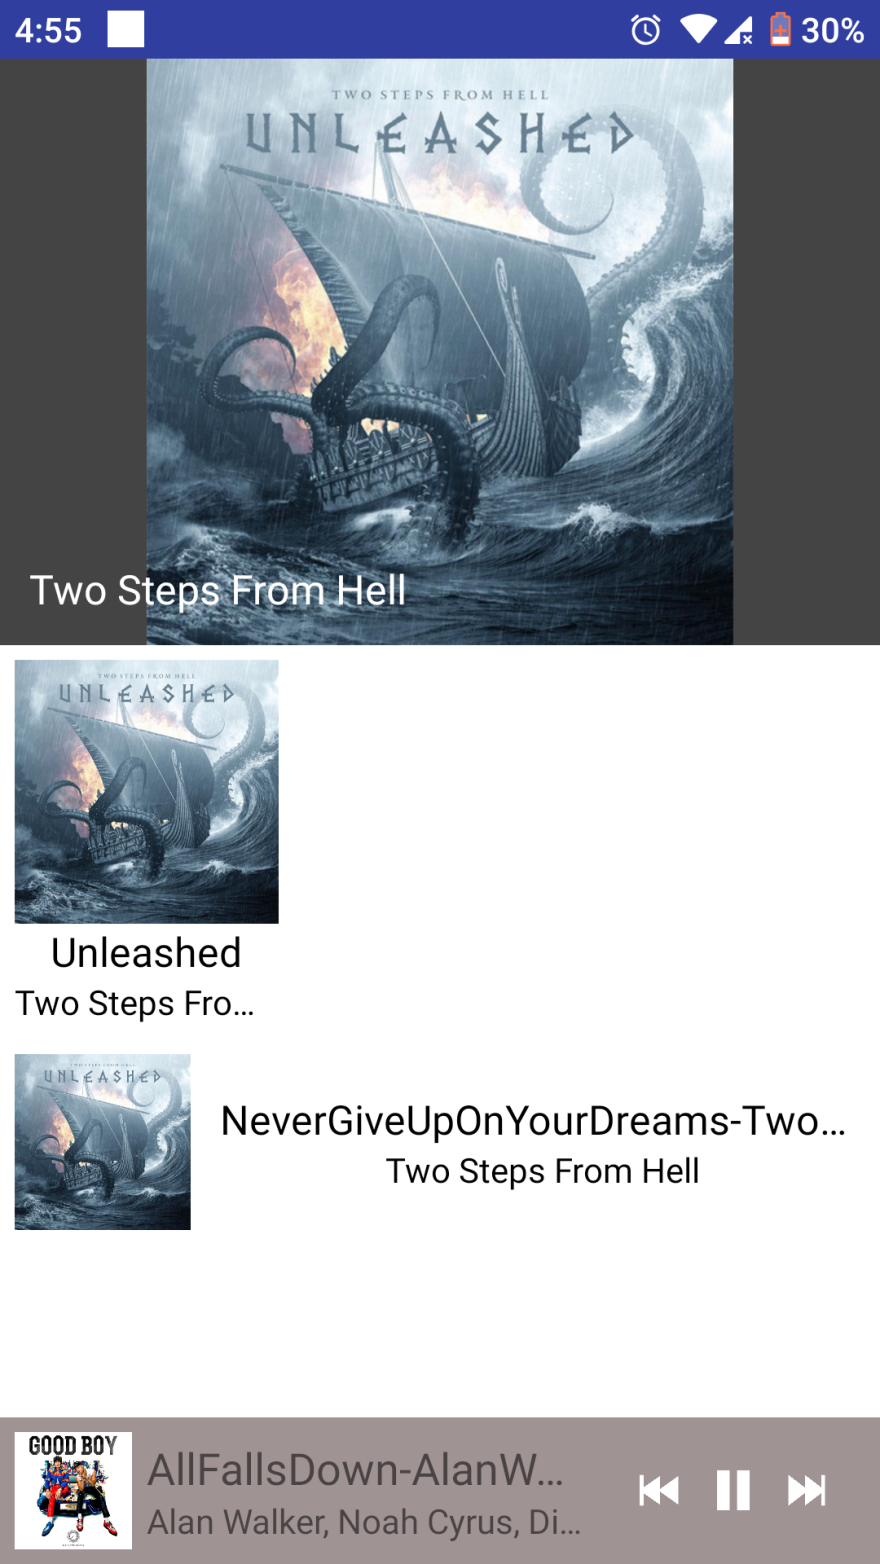 4:55
30%
TWO STEPS FROM HELL
UNLEASHED
Two Steps From Hell
TWO STEPS FROM HELL
UNLEASHED
Unleashed
Two Steps Fro...
UNLEASHED
NeverGiveUpOnYourDreams-Two...
Two Steps From Hell
GOOD BOY
AllFallsDown-AlanW...
Alan Walker, Noah Cyrus, Di...